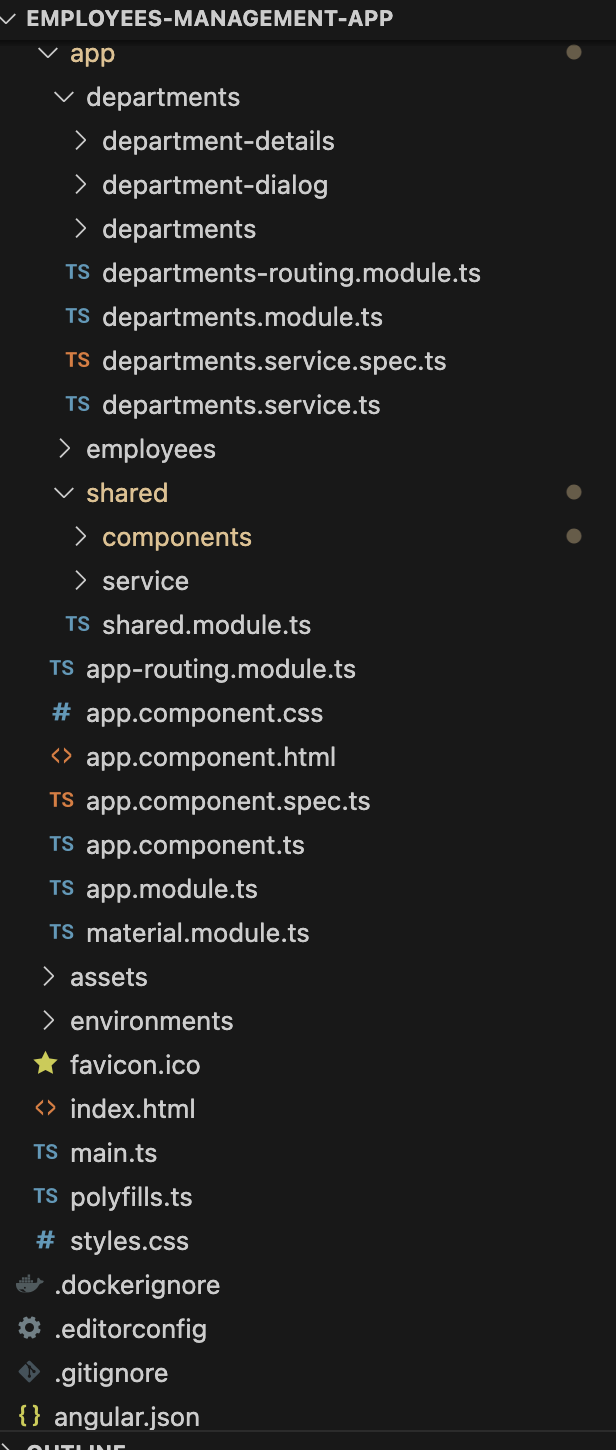 EMPLOYEES-MANAGEMENT-APP
app
departments
department-details
department-dialog
departments
TS departments-routing.module.ts
TS departments.module.ts
TS departments.service.spec.ts
TS departments.service.ts
employees
shared
components
service
TS shared.module.ts
TS app-routing.module.ts
# app.component.css
<> app.component.html
TS app.component.spec.ts
TS app.component.ts
TS app.module.ts
TS material.module.ts
assets
environments
favicon.ico
<> index.html
TS main.ts
TS polyfills.ts
# styles.css
.dockerignore
.editorconfig
.gitignore
{} angular.json
OUTLINE